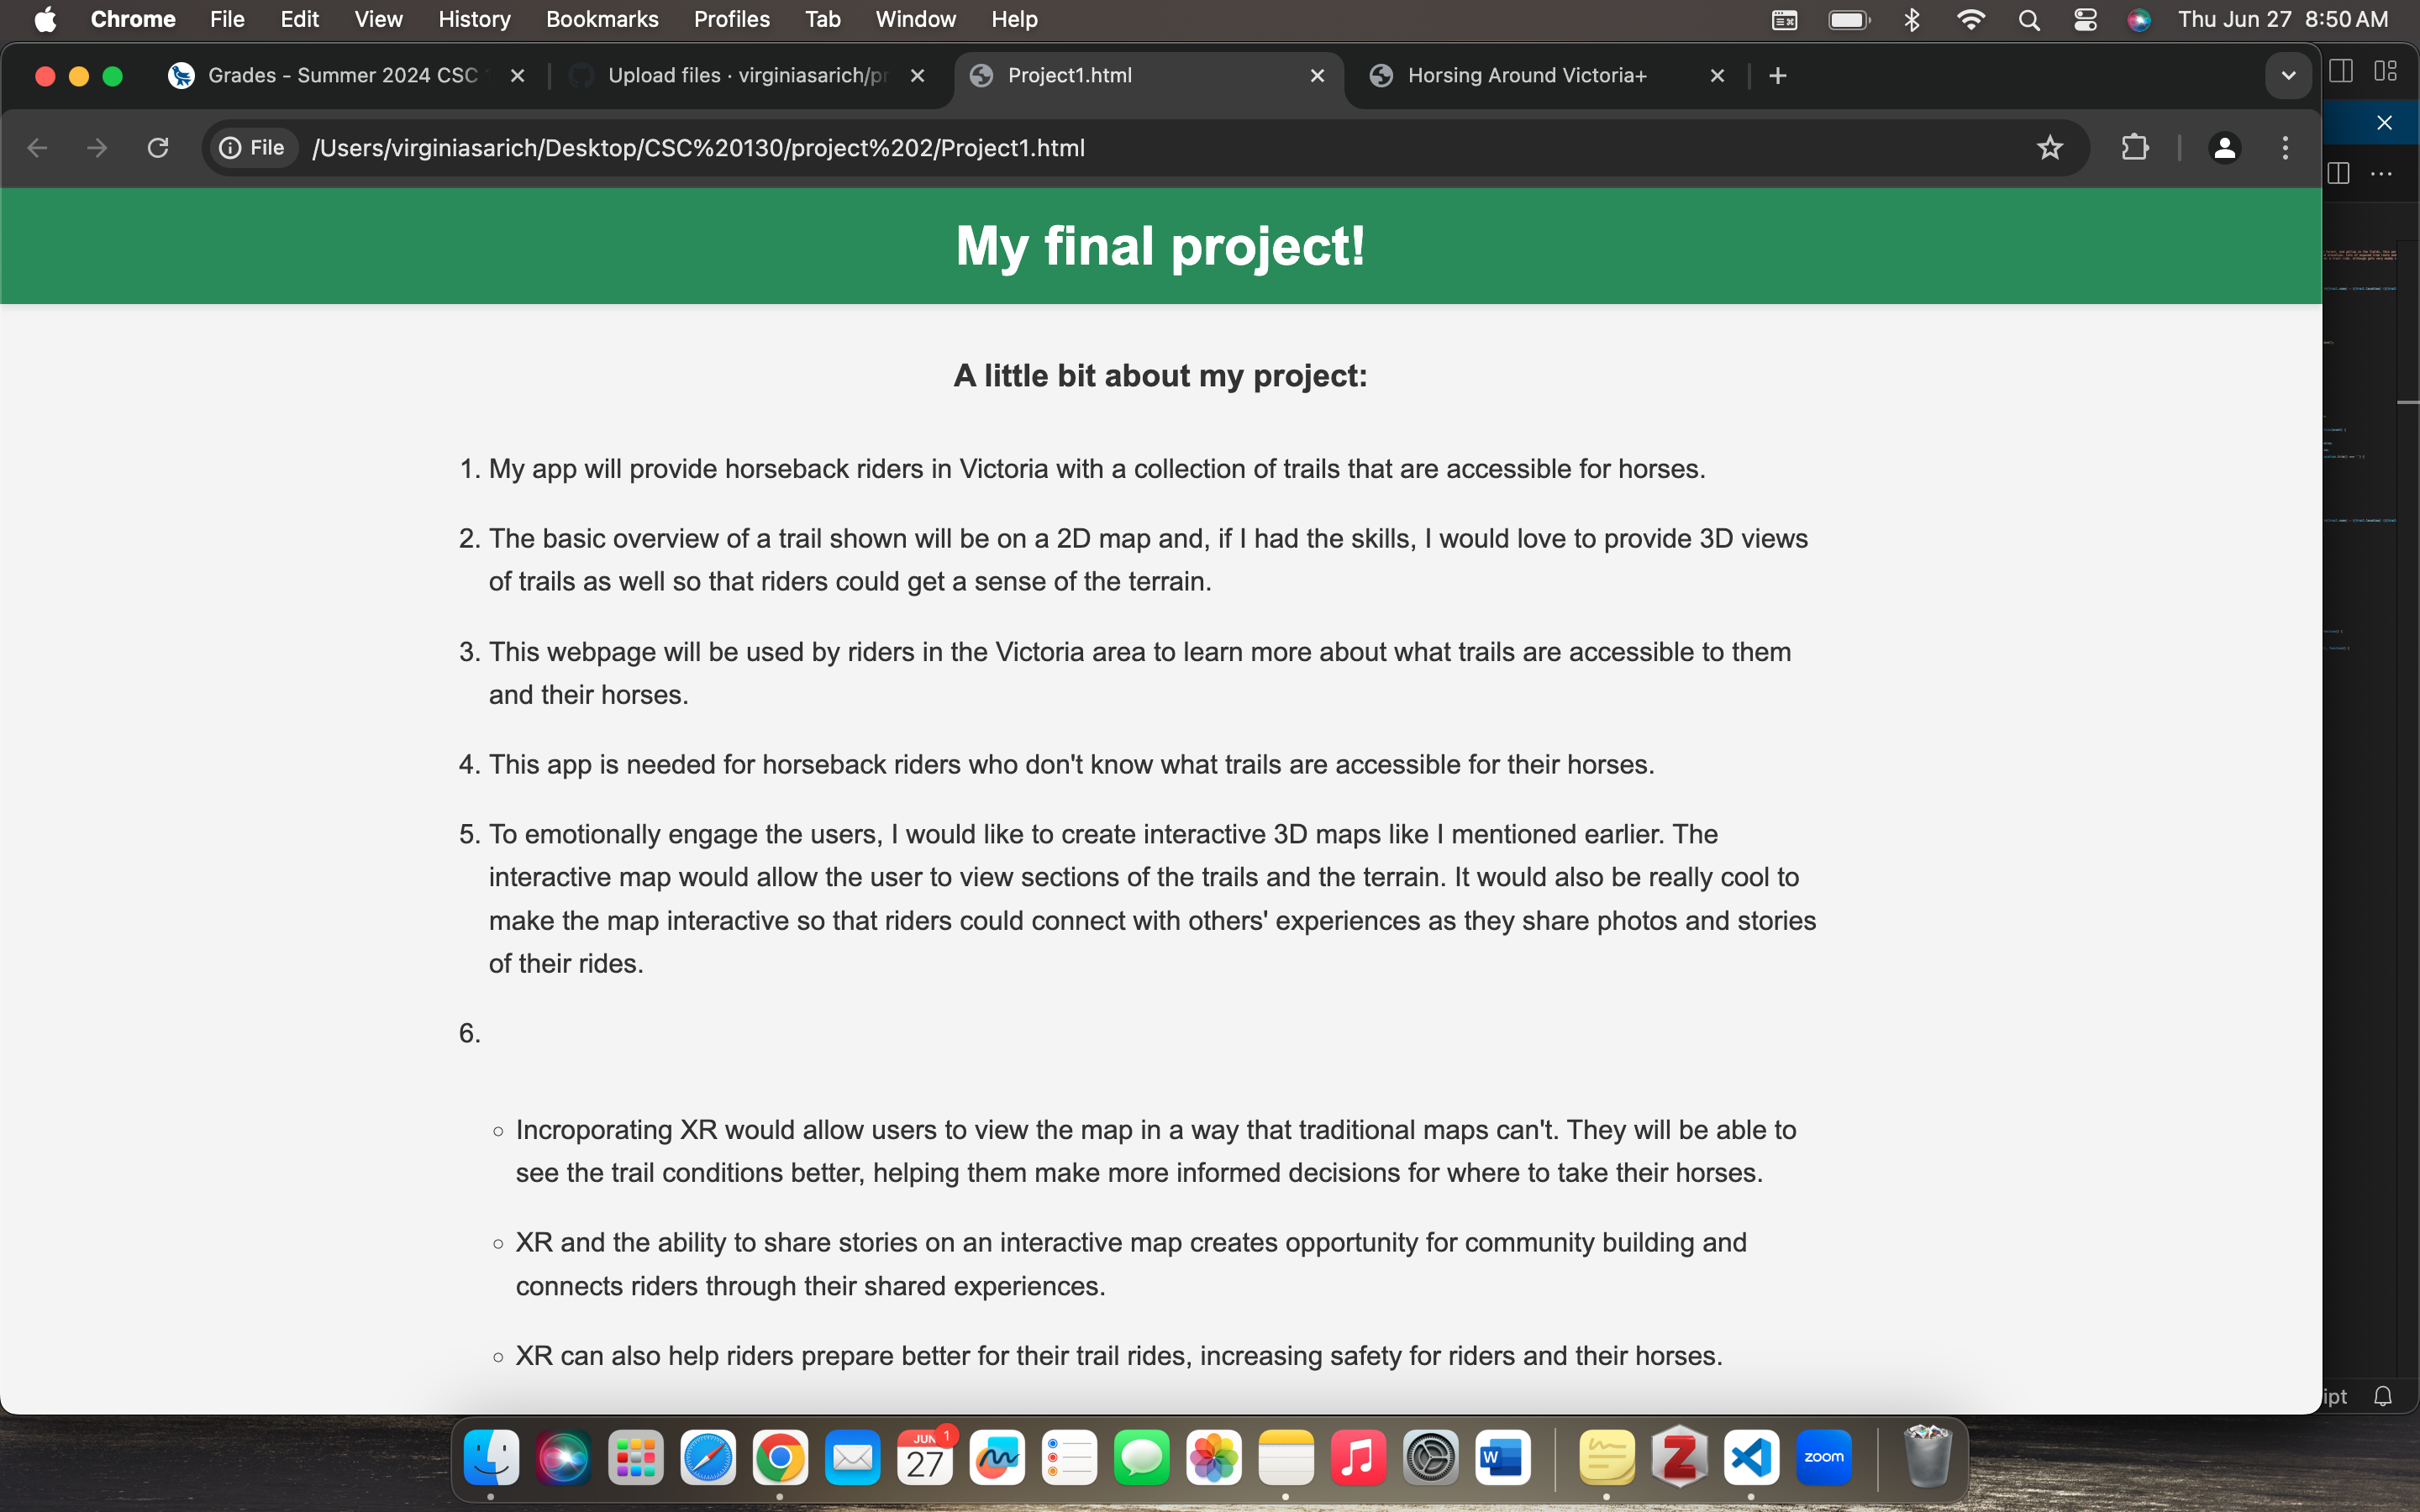 Chrome File Edit View History Bookmarks Profiles Tab Window Help Thu Jun 27 8:50 AM
Grades - Summer 2024 CSC Upload files · virginiasarich/pr Project1.html Horsing Around Victoria+
File /Users/virginiasarich/Desktop/CSC%20130/project%202/Project1.html
My final project!
A little bit about my project:
1. My app will provide horseback riders in Victoria with a collection of trails that are accessible for horses.
2. The basic overview of a trail shown will be on a 2D map and, if I had the skills, I would love to provide 3D views
of trails as well so that riders could get a sense of the terrain.
3. This webpage will be used by riders in the Victoria area to learn more about what trails are accessible to them
and their horses.
4. This app is needed for horseback riders who don't know what trails are accessible for their horses.
5. To emotionally engage the users, I would like to create interactive 3D maps like I mentioned earlier. The
interactive map would allow the user to view sections of the trails and the terrain. It would also be really cool to
make the map interactive so that riders could connect with others' experiences as they share photos and stories
of their rides.
6.
Incroporating XR would allow users to view the map in a way that traditional maps can't. They will be able to
see the trail conditions better, helping them make more informed decisions for where to take their horses.
XR and the ability to share stories on an interactive map creates opportunity for community building and
connects riders through their shared experiences.
XR can also help riders prepare better for their trail rides, increasing safety for riders and their horses.
ipt
JUN 1
27
W
Z
zoom